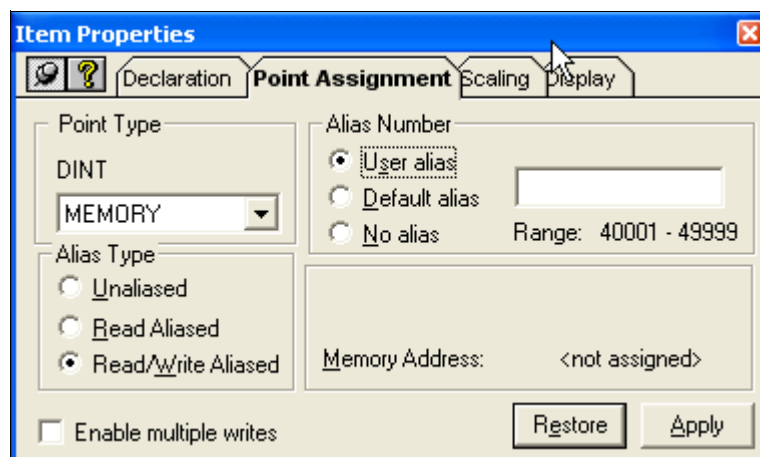 Item Properties
Declaration Point Assignment Scaling Display
Point Type
DINT
MEMORY
Alias Type
Unaliased
Read Aliased
Read/Write Aliased
Enable multiple writes
Alias Number
User alias
Default alias
No alias
Range: 40001 - 49999
Memory Address: <not assigned>
Restore Apply